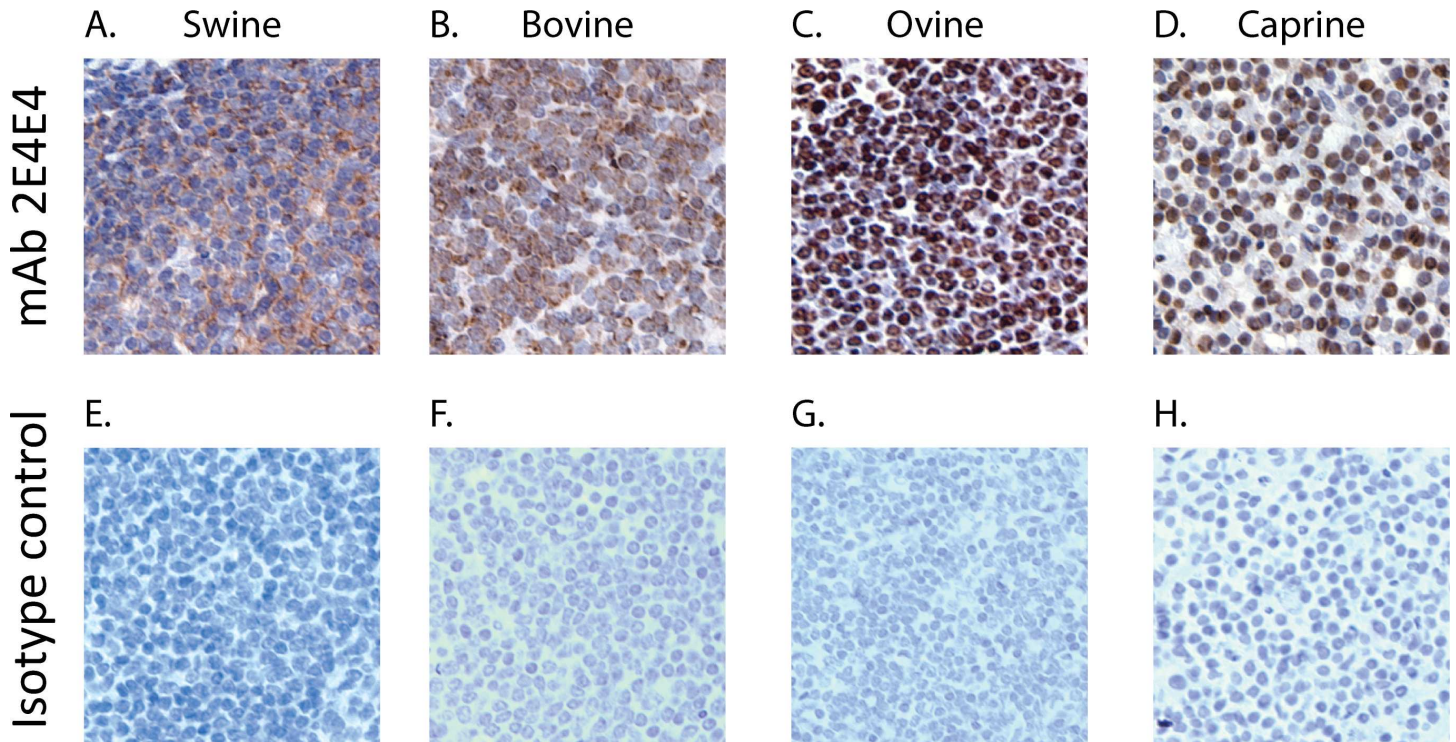 A. Swine
B. Bovine
C. Ovine
D. Caprine
mAb 2E4E4
E.
F.
G.
H.
Isotype control